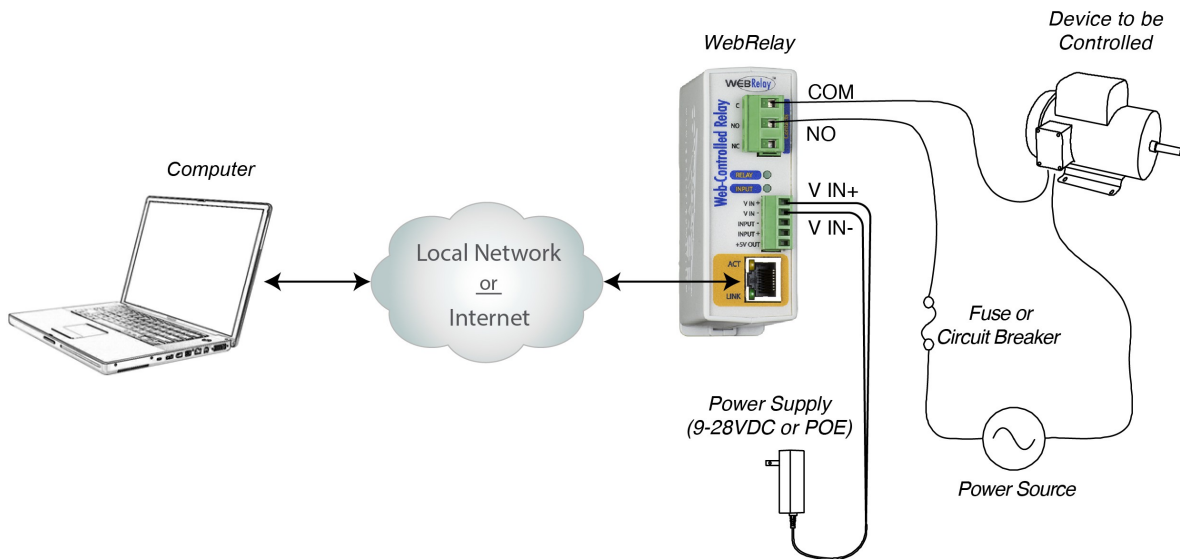 Device to be
Controlled
WebRelay
WEBRelay™
COM
C
NO
NO
NC
Web-Controlled Relay
RELAY
INPUT
V IN+
V IN +
V IN -
V IN-
INPUT -
INPUT +
+5V OUT
ACT
LINK
Computer
Local Network
or
Internet
Fuse or
Circuit Breaker
Power Supply
(9-28VDC or POE)
Power Source